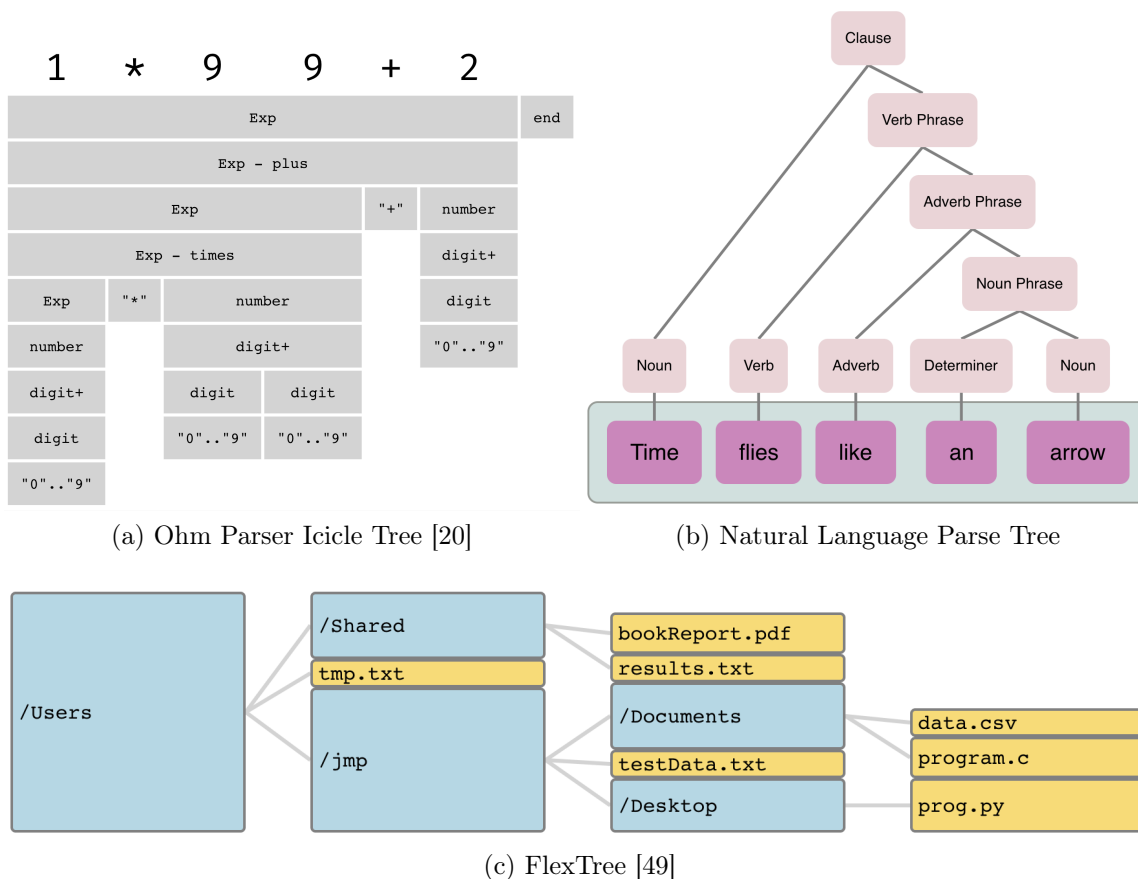 1 * 9 9 + 2
Exp end
Exp - plus
Exp "+" number
Exp - times digit+
Exp "*" number digit
number digit+ "0".."9"
digit+ digit digit
digit "0".."9" "0".."9"
"0".."9"
(a) Ohm Parser Icicle Tree [20]
Clause
Verb Phrase
Adverb Phrase
Noun Phrase
Noun Verb Adverb Determiner Noun
Time flies like an arrow
(b) Natural Language Parse Tree
/Users
/Shared
tmp.txt
/jmp
bookReport.pdf
results.txt
/Documents
testData.txt
/Desktop
data.csv
program.c
prog.py
(c) FlexTree [49]